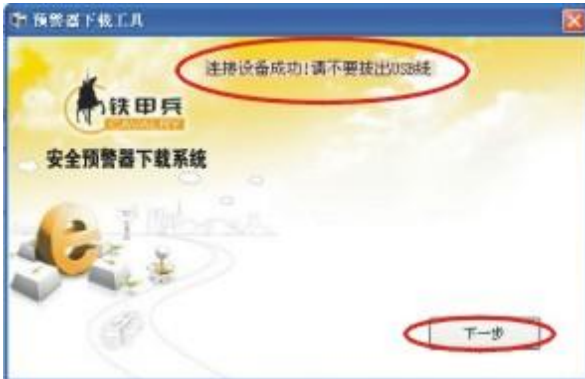 预警器下载工具
连接设备成功!请不要拔出USB线
铁甲兵
CAVALRY
安全预警器下载系统
下一步